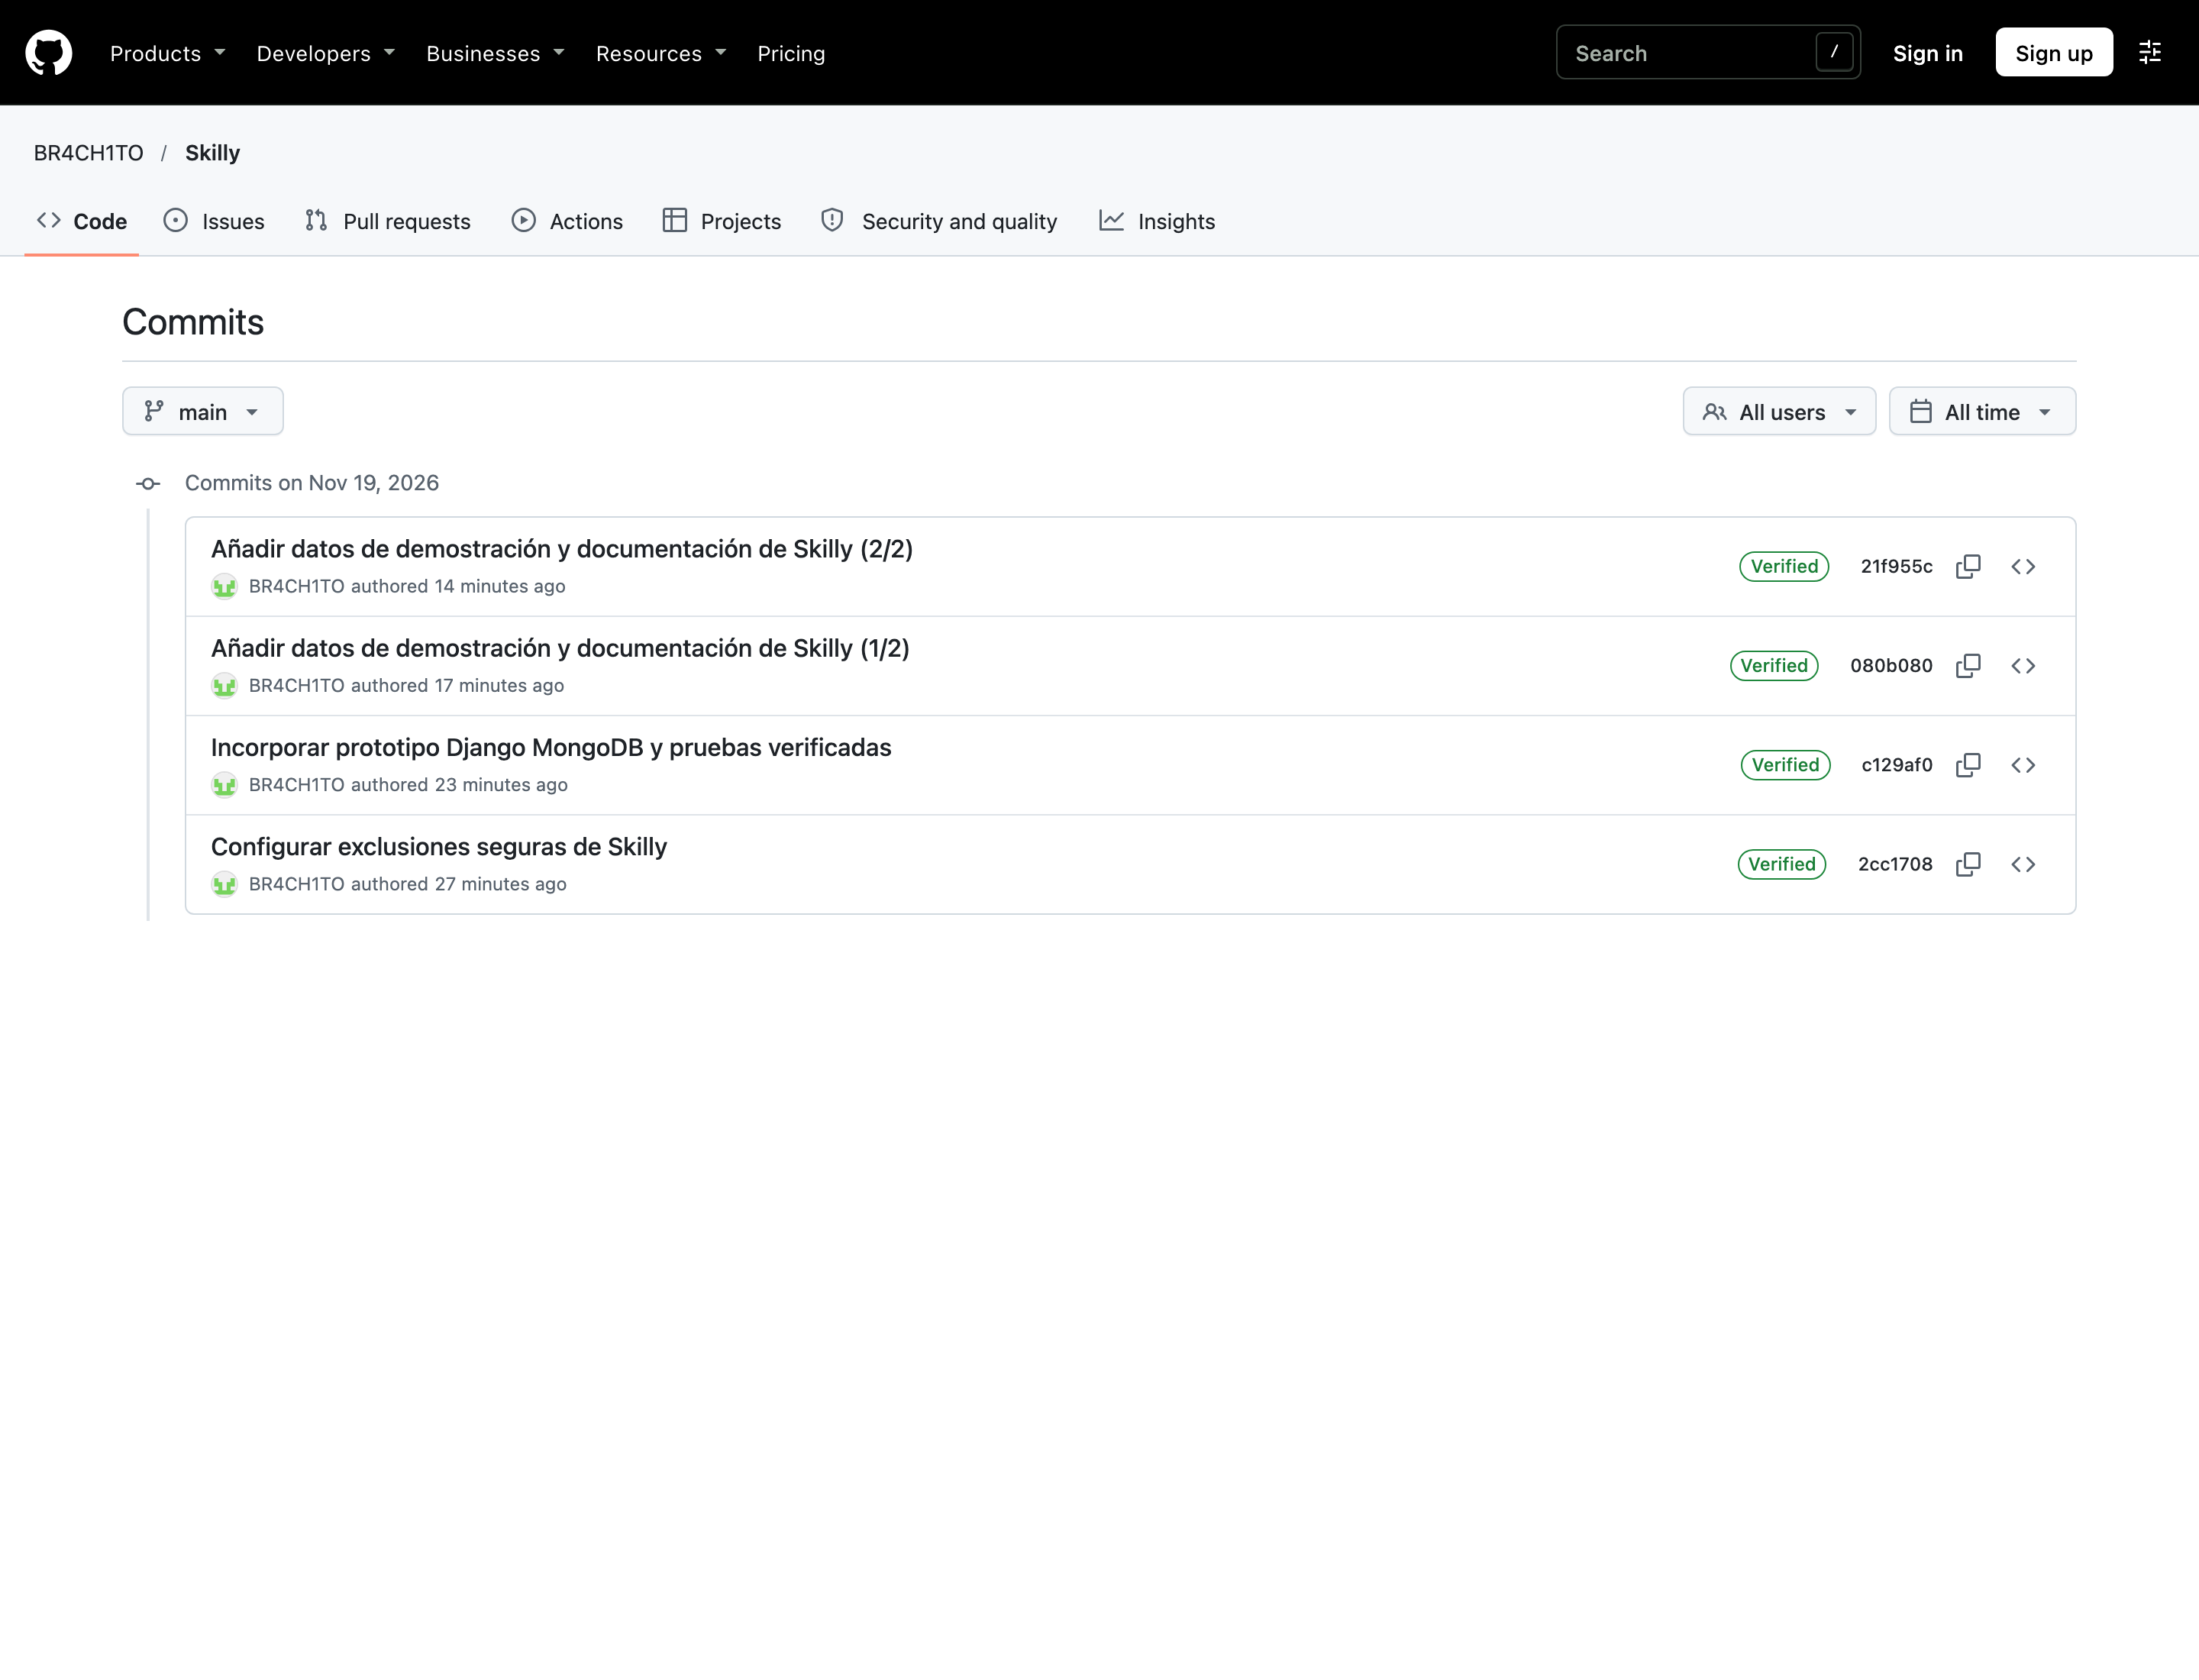 Products Developers Businesses Resources Pricing Search / Sign in Sign up
BR4CH1TO / Skilly
Code Issues Pull requests Actions Projects Security and quality Insights
Commits
main All users All time
Commits on Nov 19, 2026
Añadir datos de demostración y documentación de Skilly (2/2)
BR4CH1TO authored 14 minutes ago
Verified 21f955c
Añadir datos de demostración y documentación de Skilly (1/2)
BR4CH1TO authored 17 minutes ago
Verified 080b080
Incorporar prototipo Django MongoDB y pruebas verificadas
BR4CH1TO authored 23 minutes ago
Verified c129af0
Configurar exclusiones seguras de Skilly
BR4CH1TO authored 27 minutes ago
Verified 2cc1708